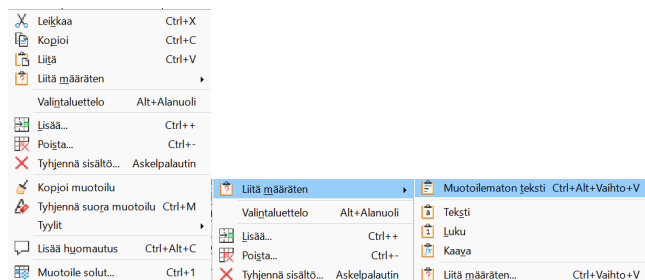 Leikkaa Ctrl+X
Kopioi Ctrl+C
Liitä Ctrl+V
Liitä määräten
Valintaluettelo Alt+Alanuoli
Lisää... Ctrl++
Poista... Ctrl+-
Tyhjennä sisältö... Askelpalautin
Kopioi muotoilu
Tyhjennä suora muotoilu Ctrl+M
Tyylit
Lisää huomautus Ctrl+Alt+C
Muotoile solut... Ctrl+1
Liitä määräten
Valintaluettelo Alt+Alanuoli
Lisää... Ctrl++
Poista... Ctrl+-
Tyhjennä sisältö... Askelpalautin
Muotoilematon teksti Ctrl+Alt+Vaihto+V
Teksti
Luku
Kaava
Liitä määräten... Ctrl+Vaihto+V